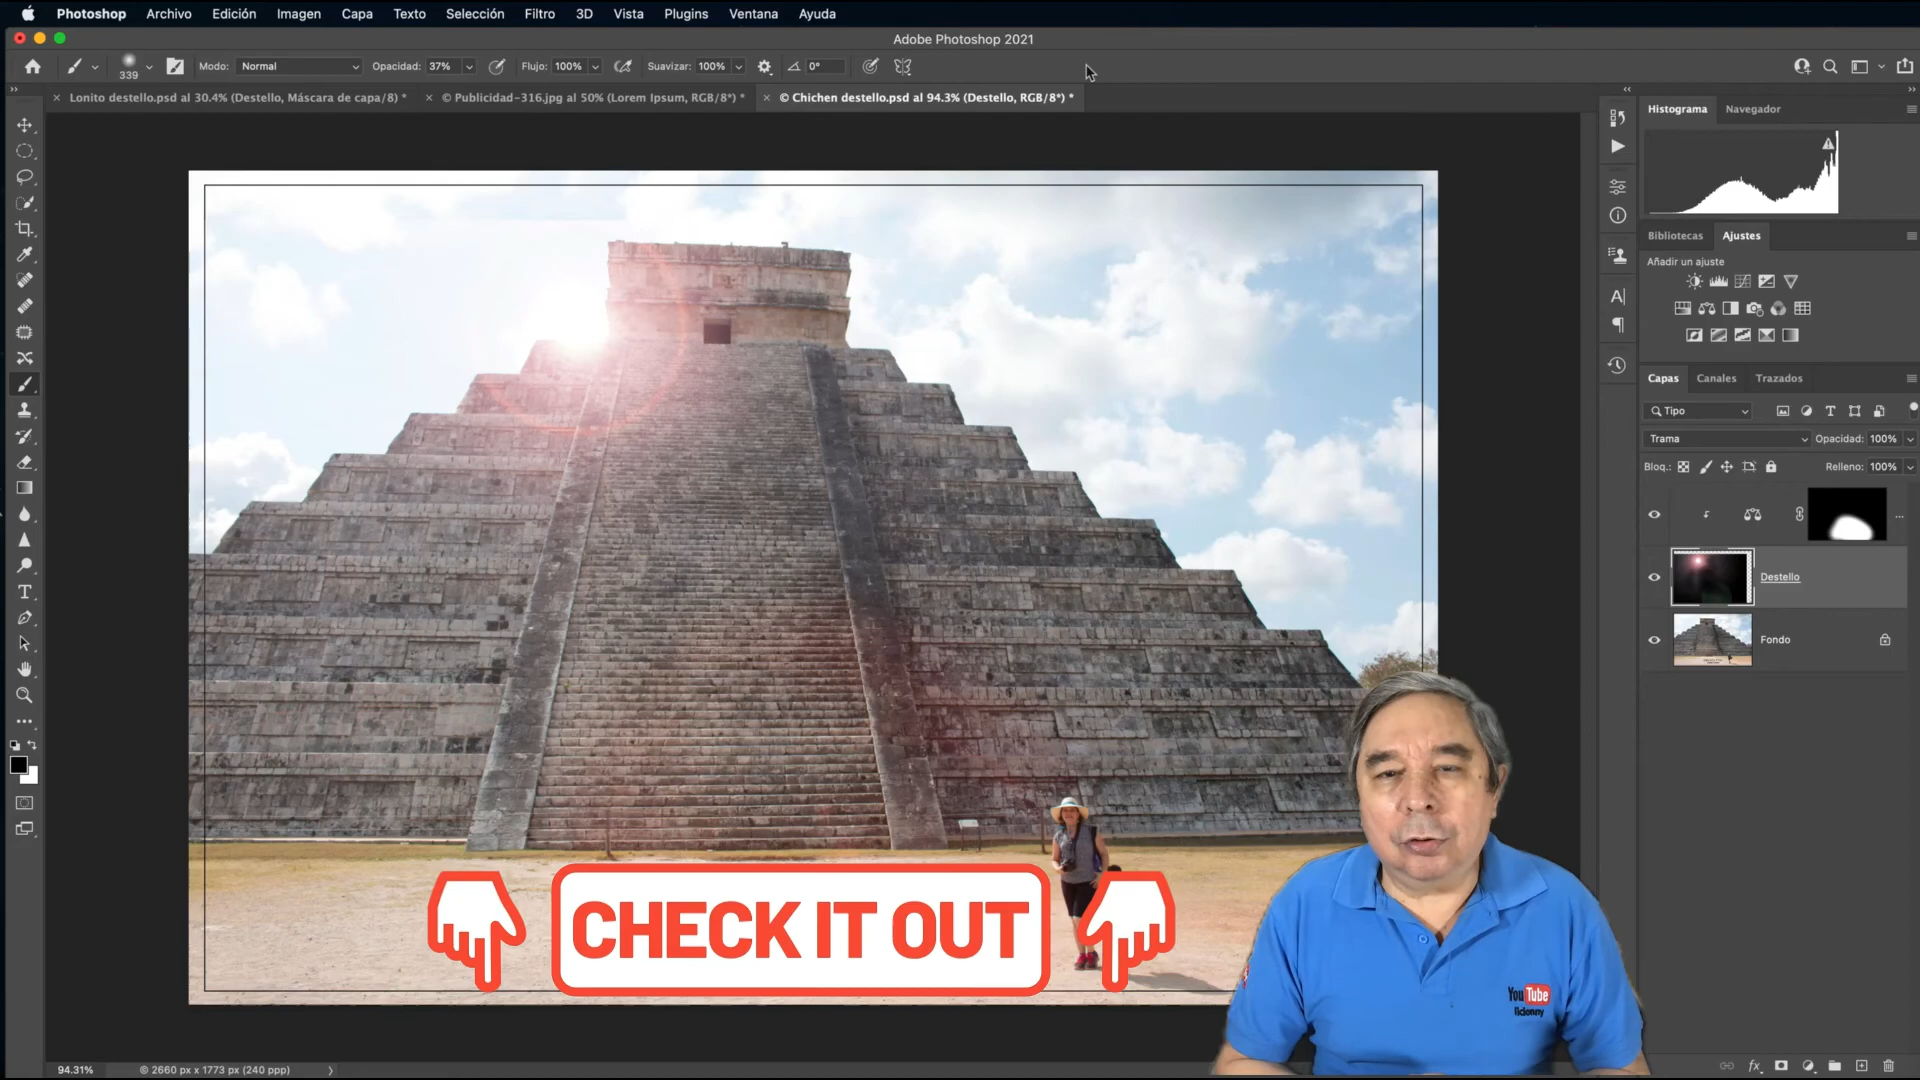 Photoshop Archivo Edición Imagen Capa Texto Selección Filtro 3D Vista Plugins Ventana Ayuda
Adobe Photoshop 2021
339 Modo: Normal Opacidad: 37% Flujo: 100% Suavizar: 100% 0°
Lonito destello.psd al 30.4% (Destello, Máscara de capa/8) * © Publicidad-316.jpg al 50% (Lorem Ipsum, RGB/8*) * © Chichen destello.psd al 94.3% (Destello, RGB/8*) *
Histograma Navegador
Bibliotecas Ajustes
Añadir un ajuste
Capas Canales Trazados
Tipo
Trama Opacidad: 100%
Bloq.: Relleno: 100%
Destello
Fondo
CHECK IT OUT
YouTube
94.31% © 2660 px x 1773 px (240 ppp)